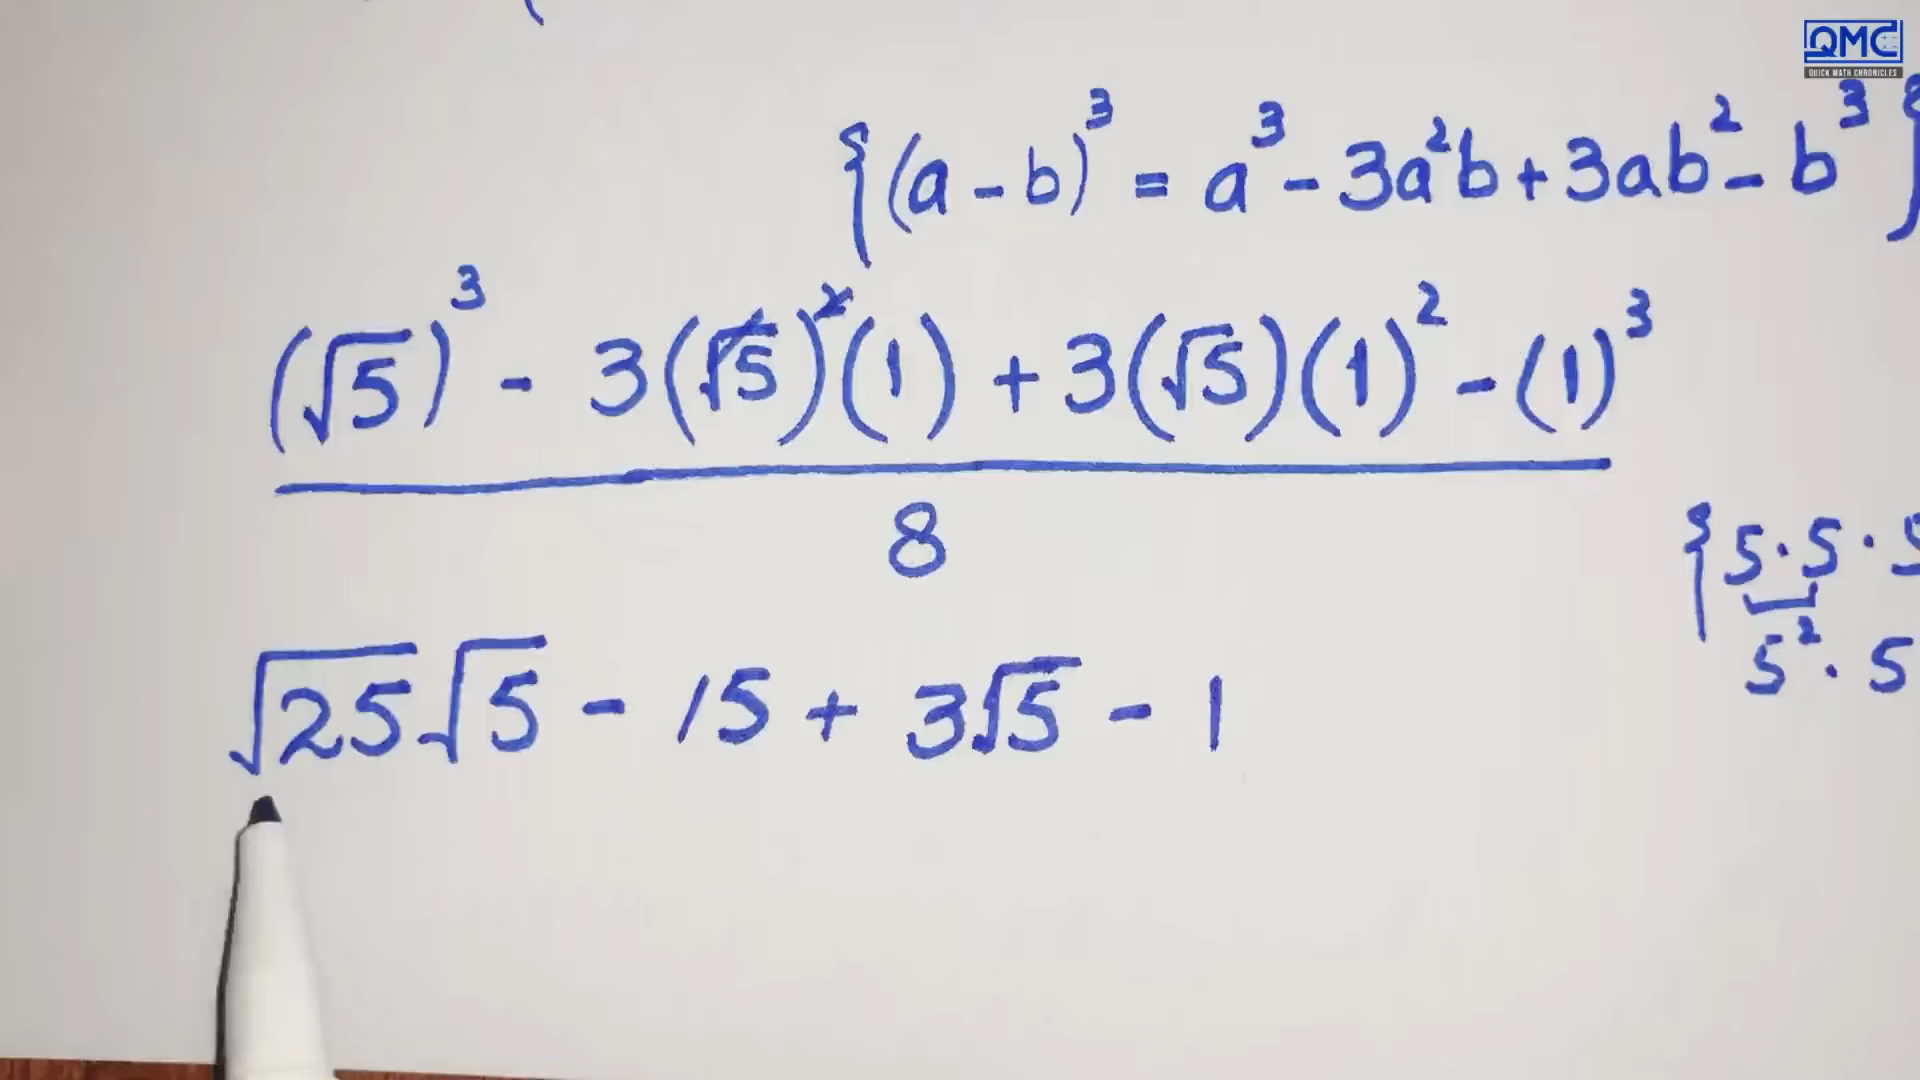 QMC
QUICK MATH CHRONICLES
{(a - b)³ = a³ - 3a²b + 3ab² - b³}
(√5)³ - 3(√5)²(1) + 3(√5)(1)² - (1)³
8
{5·5·5
5²·5
√25√5 - 15 + 3√5 - 1